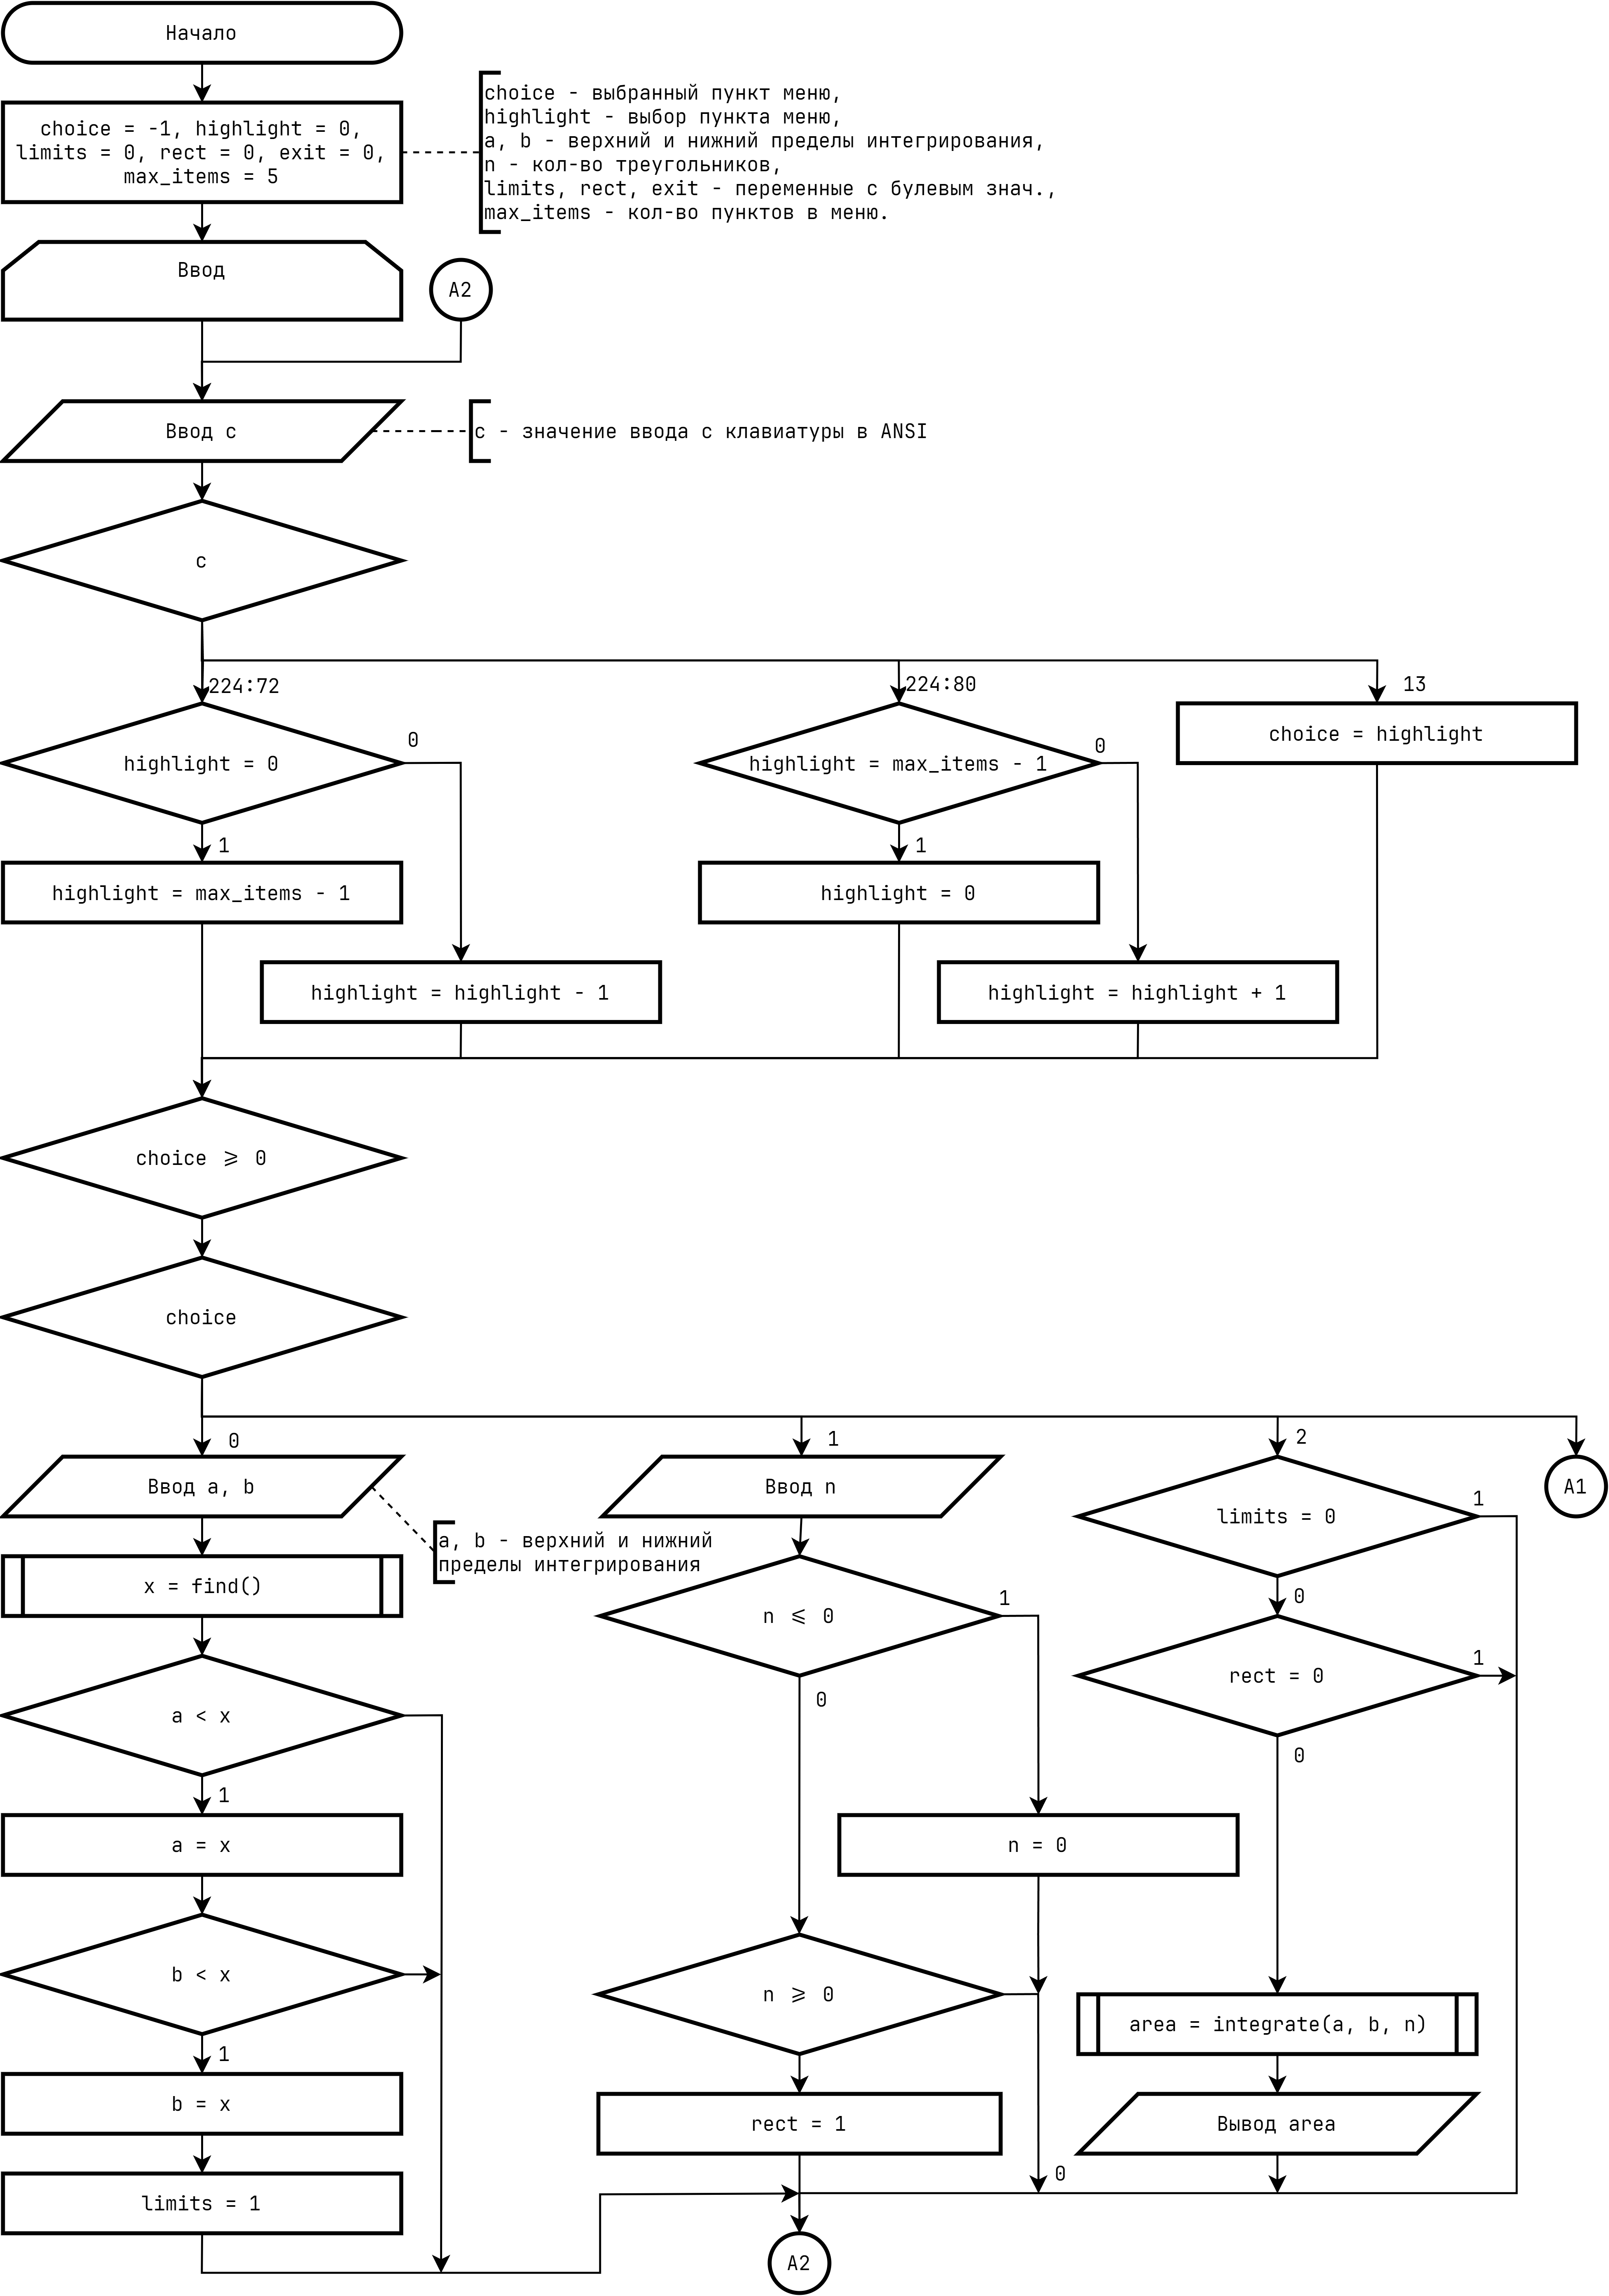 Начало
choice = -1, highlight = 0,
limits = 0, rect = 0, exit = 0,
max_items = 5
choice - выбранный пункт меню,
highlight - выбор пункта меню,
a, b - верхний и нижний пределы интегрирования,
n - кол-во треугольников,
limits, rect, exit - переменные с булевым знач.,
max_items - кол-во пунктов в меню.
Ввод
A2
Ввод c
c - значение ввода с клавиатуры в ANSI
c
224:72
224:80
13
highlight = 0
0
highlight = max_items - 1
0
choice = highlight
1
1
highlight = max_items - 1
highlight = 0
highlight = highlight - 1
highlight = highlight + 1
choice ⩾ 0
choice
0
1
2
Ввод a, b
Ввод n
limits = 0
1
A1
a, b - верхний и нижний
пределы интегрирования
x = find()
n ⩽ 0
1
0
rect = 0
1
a < x
0
0
1
a = x
n = 0
b < x
n ⩾ 0
area = integrate(a, b, n)
1
b = x
rect = 1
Вывод area
0
limits = 1
A2